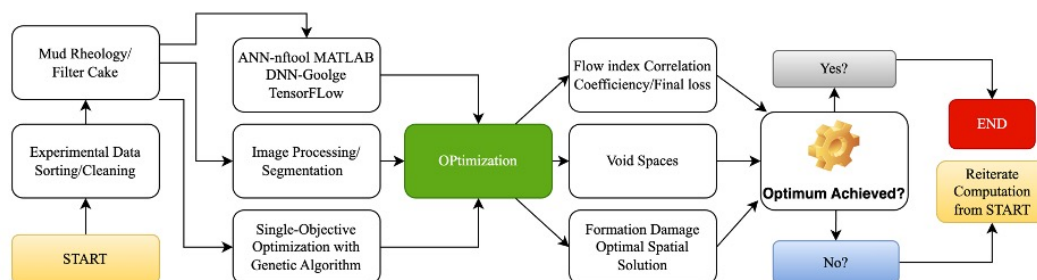 Mud Rheology/
Filter Cake
Experimental Data
Sorting/Cleaning
START
ANN-nftool MATLAB
DNN-Goolge
TensorFLow
Image Processing/
Segmentation
Single-Objective
Optimization with
Genetic Algorithm
OPtimization
Flow index Correlation
Coefficiency/Final loss
Void Spaces
Formation Damage
Optimal Spatial
Solution
Yes?
Optimum Achieved?
No?
END
Reiterate
Computation
from START